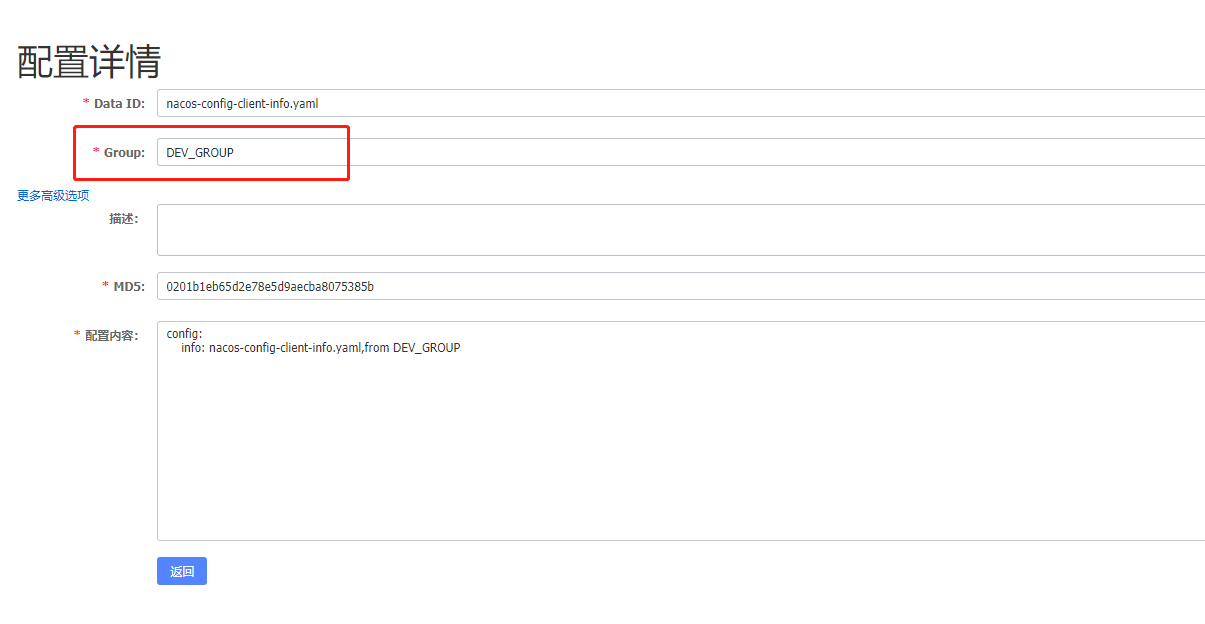 配置详情
* Data ID: nacos-config-client-info.yaml
* Group: DEV_GROUP
更多高级选项
描述:
* MD5: 0201b1eb65d2e78e5d9aecba8075385b
* 配置内容: config:
info: nacos-config-client-info.yaml,from DEV_GROUP
返回